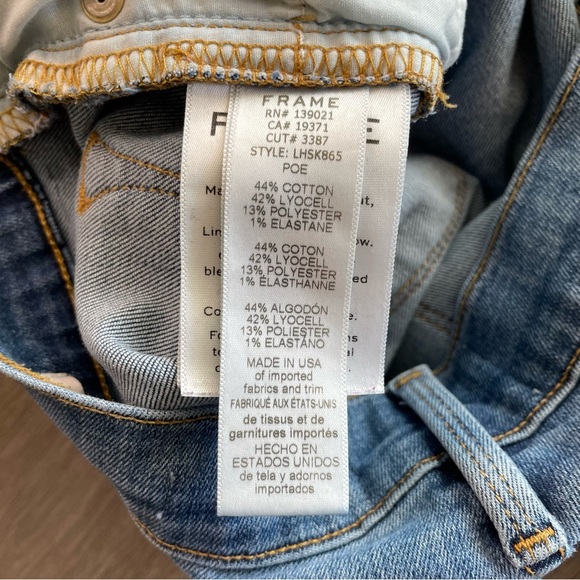 FRAME
RN# 139021
CA# 19371
CUT# 3387
STYLE: LHSK865
POE
44% COTTON
42% LYOCELL
13% POLYESTER
1% ELASTANE
44% COTON
42% LYOCELL
13% POLYESTER
1% ÉLASTHANNE
44% ALGODÓN
42% LYOCELL
13% POLIESTER
1% ELASTANO
MADE IN USA
of imported
fabrics and trim
FABRIQUÉ AUX ÉTATS-UNIS
de tissus et de
garnitures importés
HECHO EN
ESTADOS UNIDOS
de tela y adornos
importados